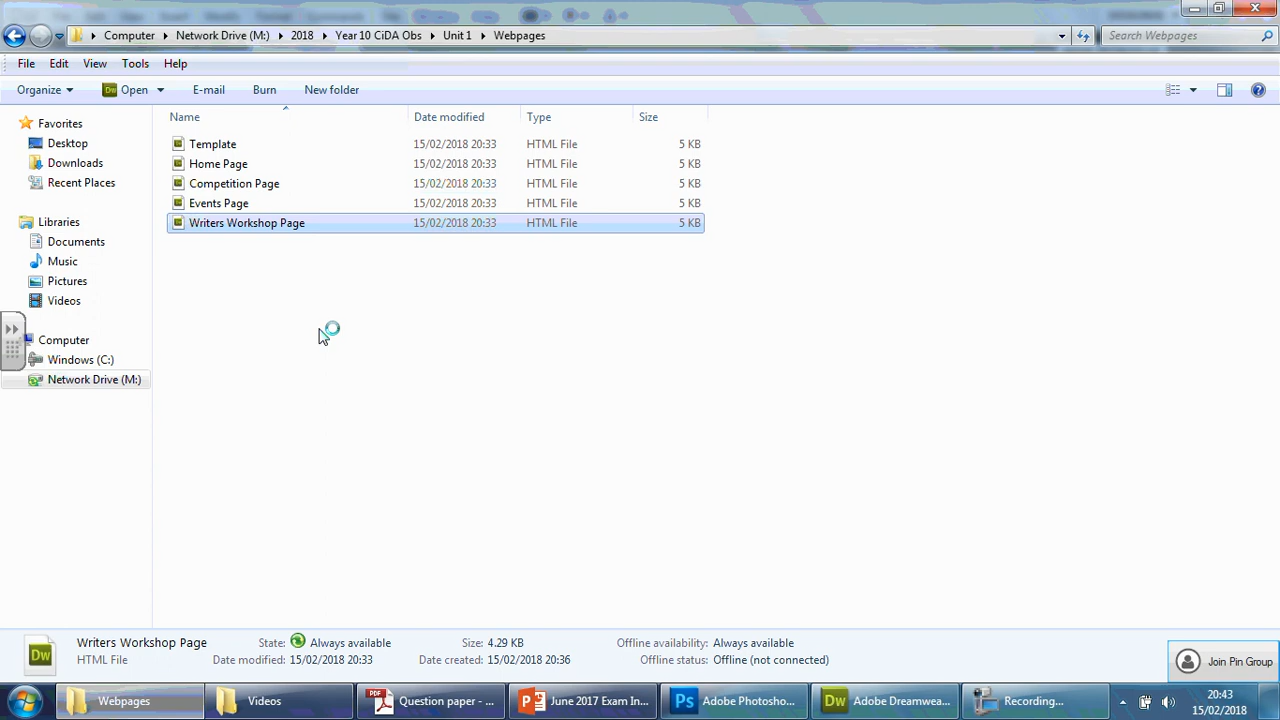 Computer Network Drive (M:) 2018 Year 10 CiDA Obs Unit 1 Webpages Search Webpages
File Edit View Tools Help
Organize Dw Open E-mail Burn New folder
Name Date modified Type Size
Favorites
Desktop
Downloads
Recent Places
Libraries
Documents
Music
Pictures
Videos
Computer
Windows (C:)
Network Drive (M:)
Template 15/02/2018 20:33 HTML File 5 KB
Home Page 15/02/2018 20:33 HTML File 5 KB
Competition Page 15/02/2018 20:33 HTML File 5 KB
Events Page 15/02/2018 20:33 HTML File 5 KB
Writers Workshop Page 15/02/2018 20:33 HTML File 5 KB
Dw
Writers Workshop Page State: Always available Size: 4.29 KB Offline availability: Always available
HTML File Date modified: 15/02/2018 20:33 Date created: 15/02/2018 20:36 Offline status: Offline (not connected)
Join Pin Group
Webpages Videos PDF Question paper - ... June 2017 Exam In... Ps Adobe Photosho... Dw Adobe Dreamwea... Recording... 20:43
15/02/2018